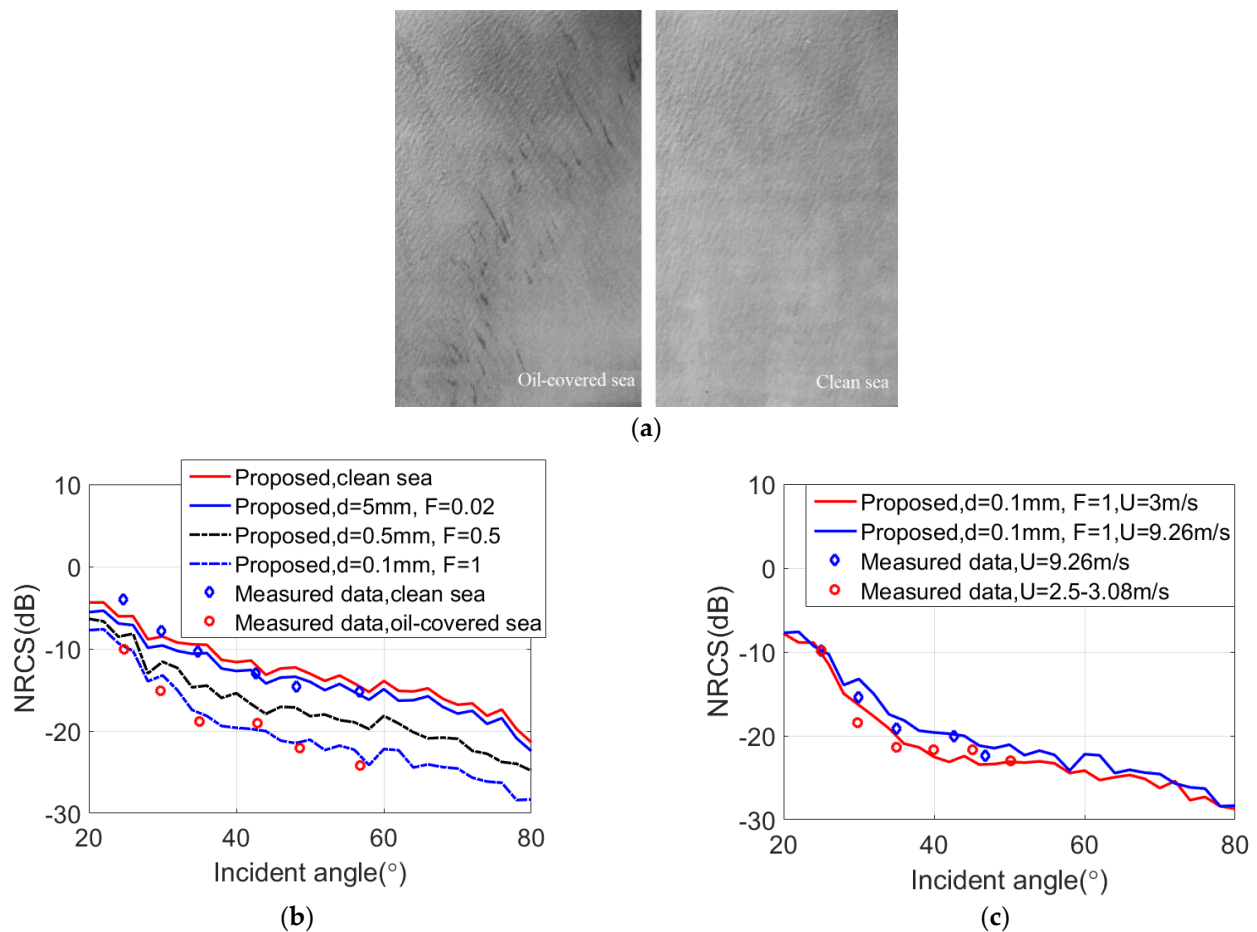 Oil-covered sea
Clean sea
(a)
Proposed,clean sea
Proposed,d=5mm, F=0.02
Proposed,d=0.5mm, F=0.5
Proposed,d=0.1mm, F=1
Measured data,clean sea
Measured data,oil-covered sea
10
0
-10
-20
-30
NRCS(dB)
20
40
60
80
Incident angle(°)
(b)
Proposed,d=0.1mm, F=1,U=3m/s
Proposed,d=0.1mm, F=1,U=9.26m/s
Measured data,U=9.26m/s
Measured data,U=2.5-3.08m/s
10
0
-10
-20
-30
NRCS(dB)
20
40
60
80
Incident angle(°)
(c)